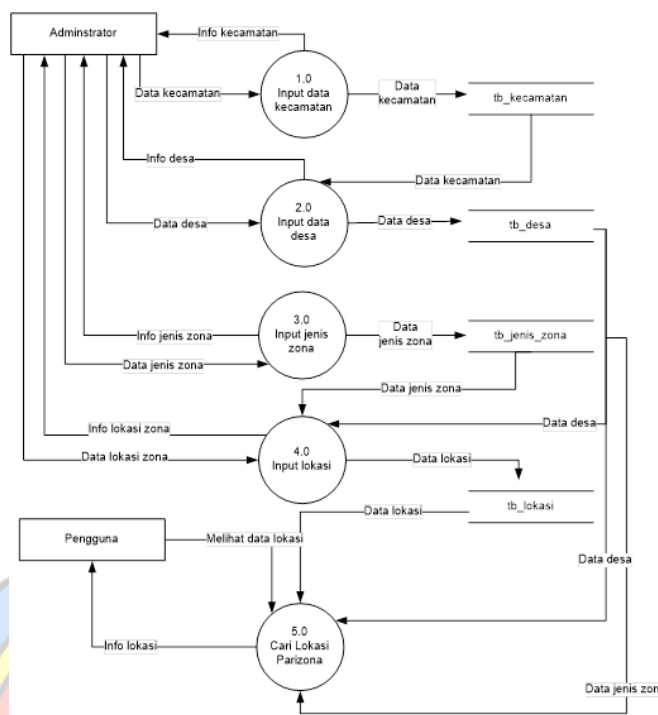 Adminstrator
Info kecamatan
1.0
Input data
kecamatan
Data kecamatan
Data
kecamatan
tb_kecamatan
Info desa
Data kecamatan
2.0
Input data
desa
Data desa
Data desa
tb_desa
3.0
Input jenis
zona
Info jenis zona
Data
jenis zona
tb_jenis_zona
Data jenis zona
Data jenis zona
Info lokasi zona
Data desa
4.0
Input lokasi
Data lokasi zona
Data lokasi
tb_lokasi
Data lokasi
Pengguna
Melihat data lokasi
Data desa
5.0
Cari Lokasi
Parizona
Info lokasi
Data jenis zon